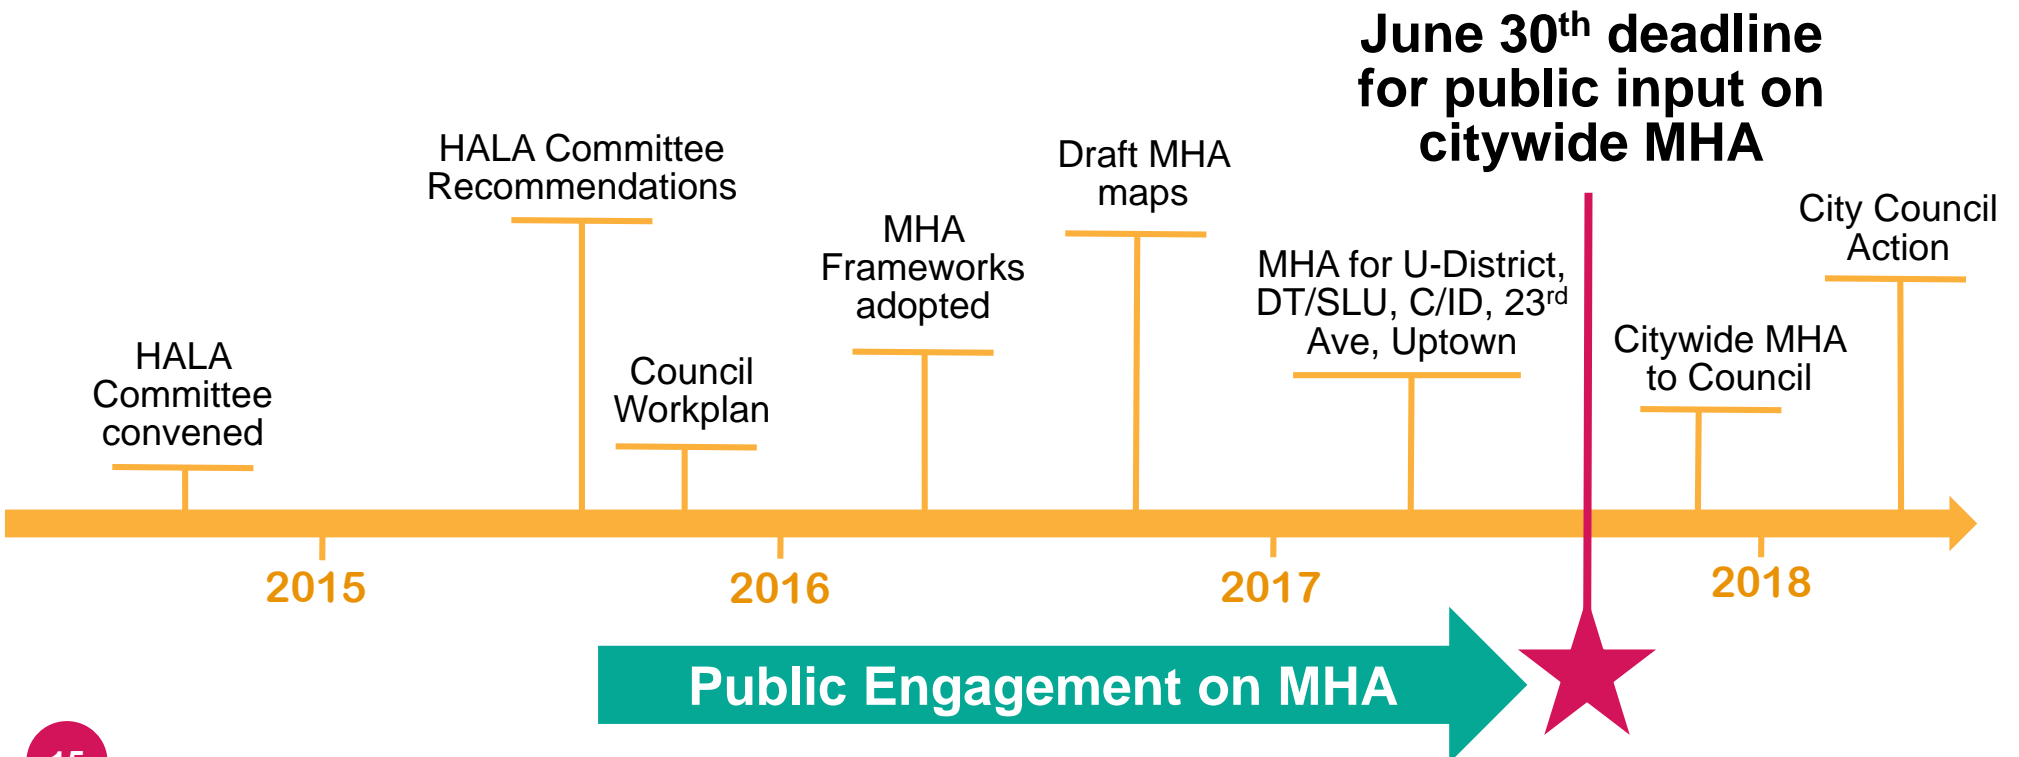 June 30th deadline
for public input on
citywide MHA
HALA Committee
Recommendations
Draft MHA
maps
City Council
Action
MHA
Frameworks
adopted
MHA for U-District,
DT/SLU, C/ID, 23rd
Ave, Uptown
Citywide MHA
to Council
HALA
Committee
convened
Council
Workplan
2015
2016
2017
2018
Public Engagement on MHA
15